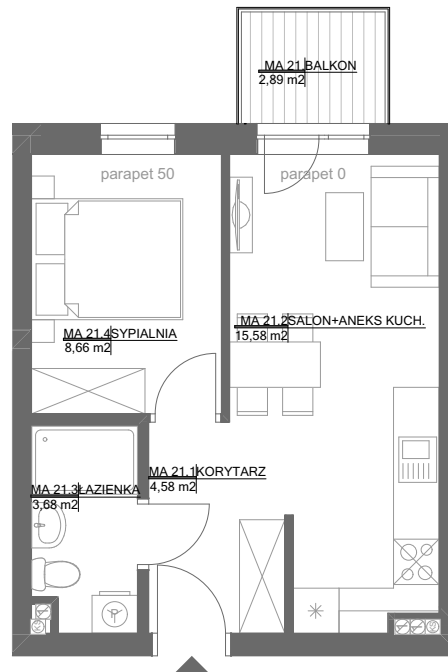 MA 21.BALKON
2,89 m2
parapet 50
parapet 0
MA 21.4SYPIALNIA
8,66 m2
MA 21.2SALON+ANEKS KUCH.
15,58 m2
MA 21.1KORYTARZ
4,58 m2
MA 21.3ŁAZIENKA
3,68 m2